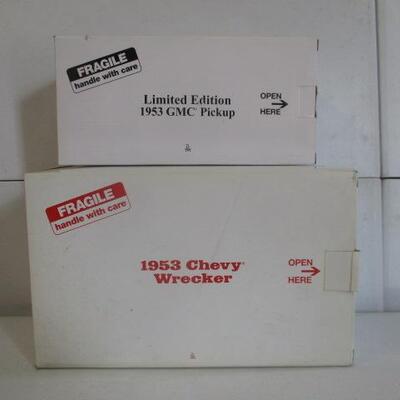 FRAGILE
handle with care
Limited Edition
1953 GMC® Pickup
OPEN
HERE
FRAGILE
handle with care
1953 Chevy®
Wrecker
OPEN
HERE